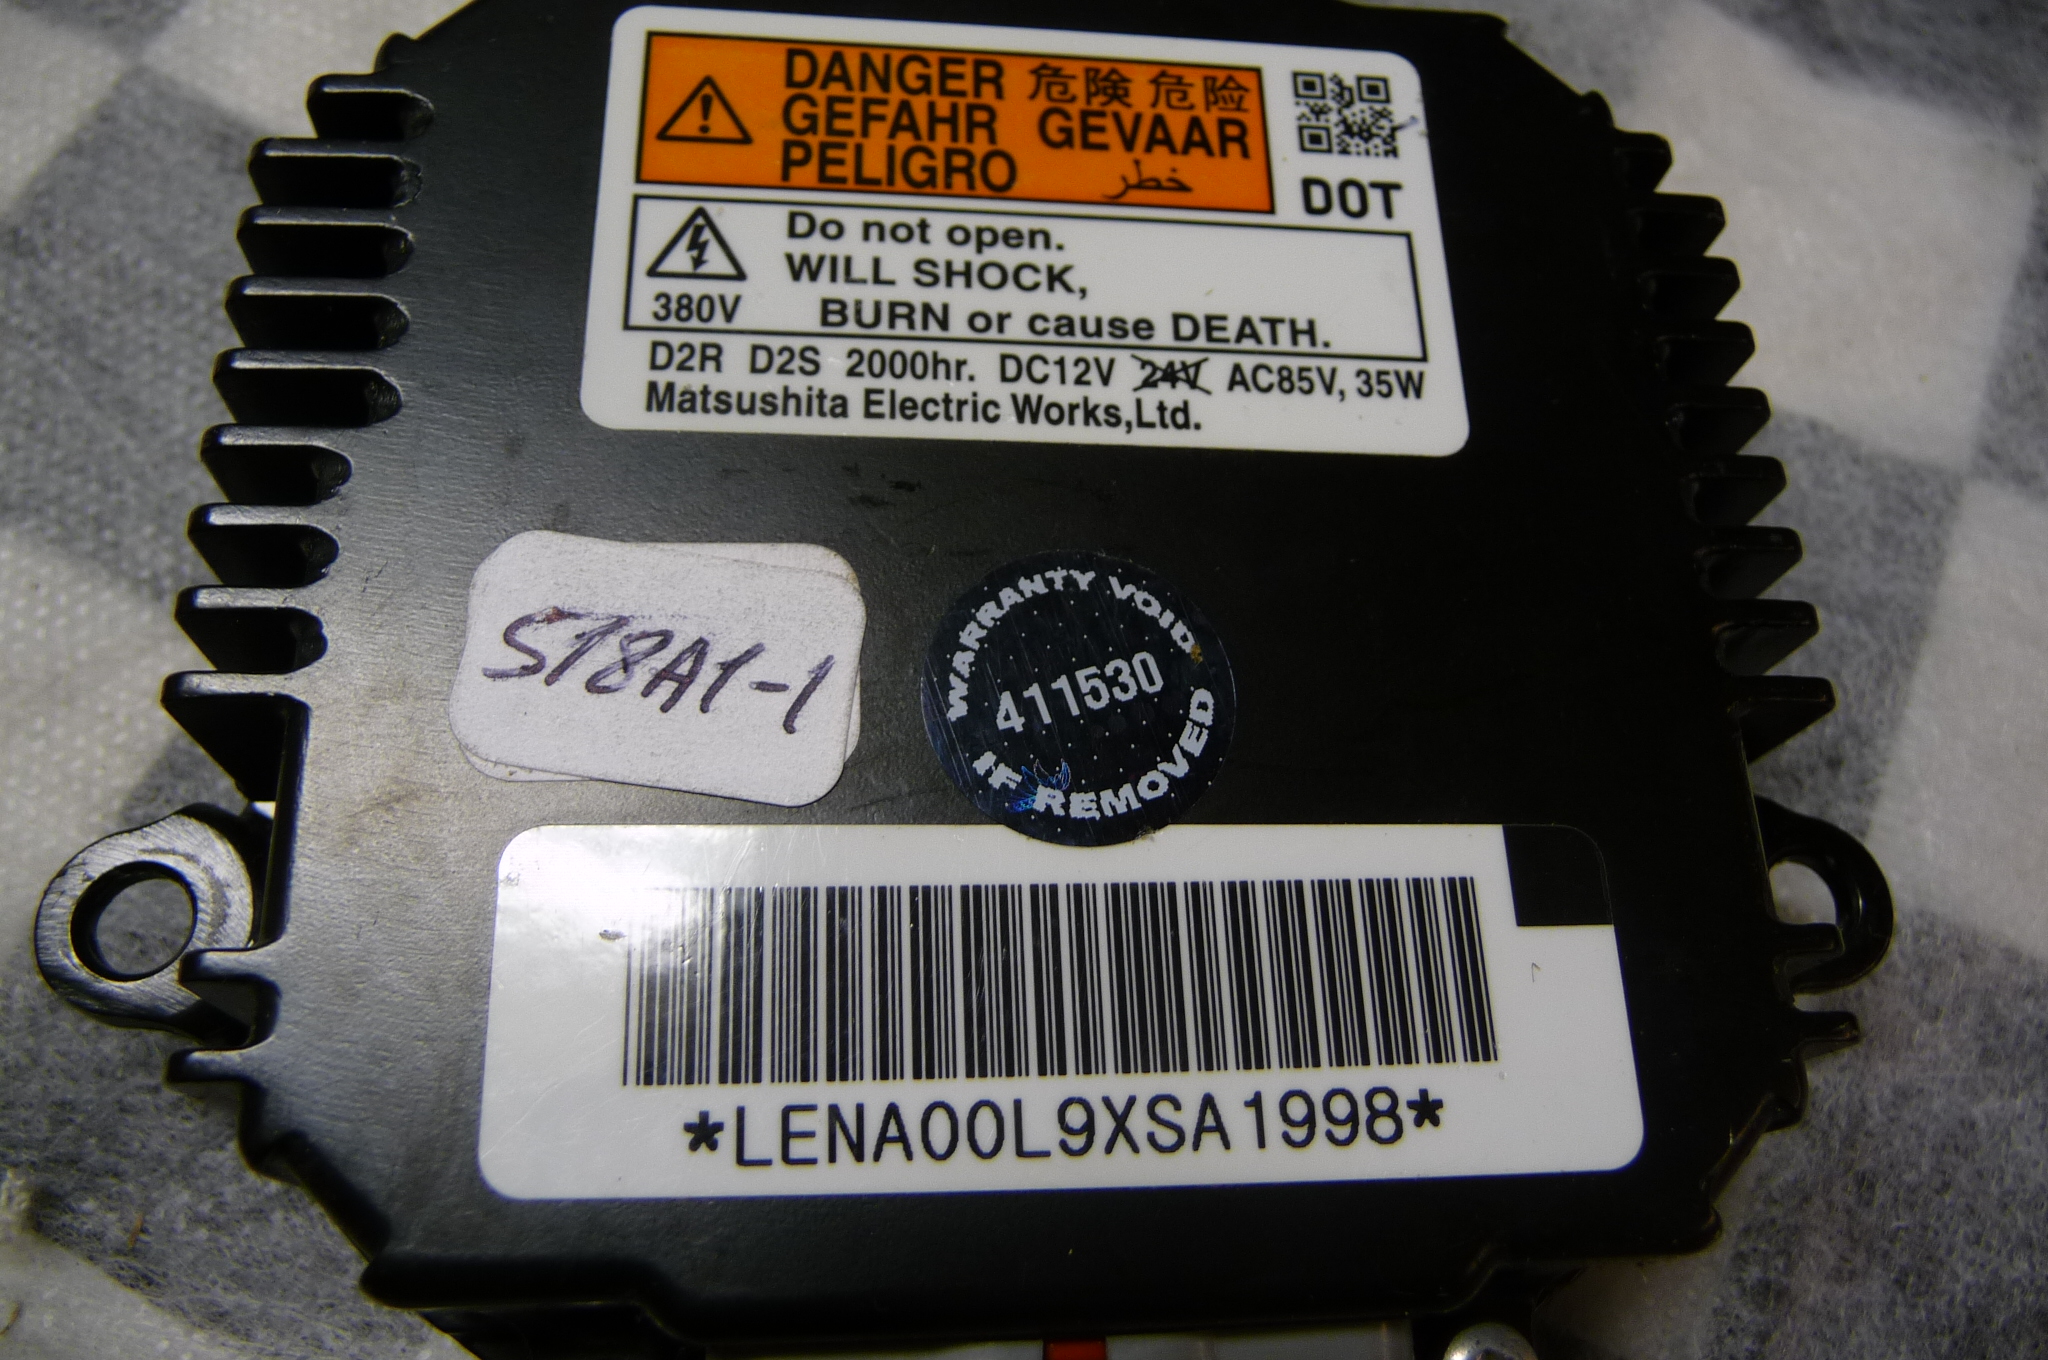 DANGER 危険 危险
GEFAHR GEVAAR
PELIGRO خطر
DOT
Do not open.
WILL SHOCK,
380V BURN or cause DEATH.
D2R D2S 2000hr. DC12V 24V AC85V, 35W
Matsushita Electric Works,Ltd.
S78A1-1
WARRANTY VOID
411530
IF REMOVED
*LENA00L9XSA1998*